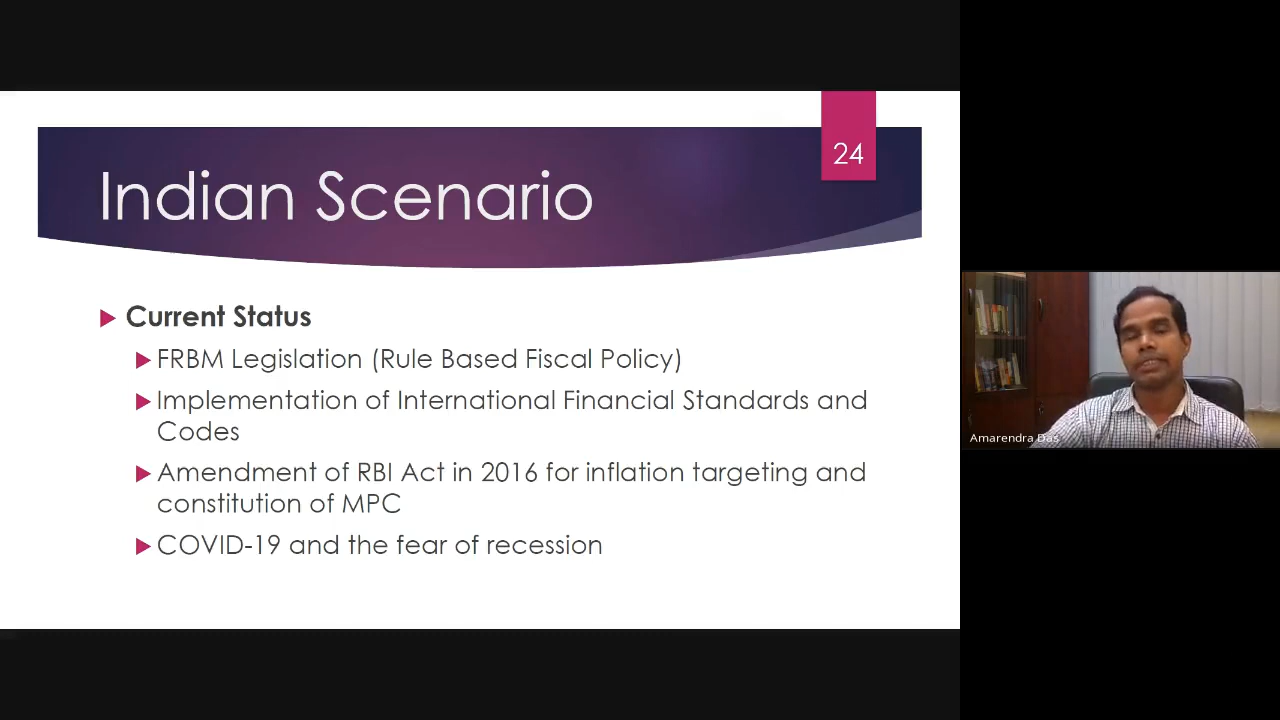 24
Indian Scenario
Current Status
FRBM Legislation (Rule Based Fiscal Policy)
Implementation of International Financial Standards and
Codes
Amendment of RBI Act in 2016 for inflation targeting and
constitution of MPC
COVID-19 and the fear of recession
Amarendra Das